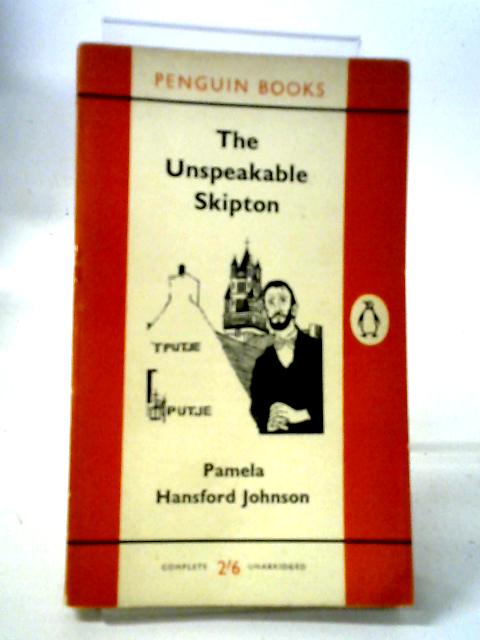 PENGUIN BOOKS
The
Unspeakable
Skipton
TPUTJE
PUTJE
Pamela
Hansford Johnson
COMPLETE 2/6 UNABRIDGED